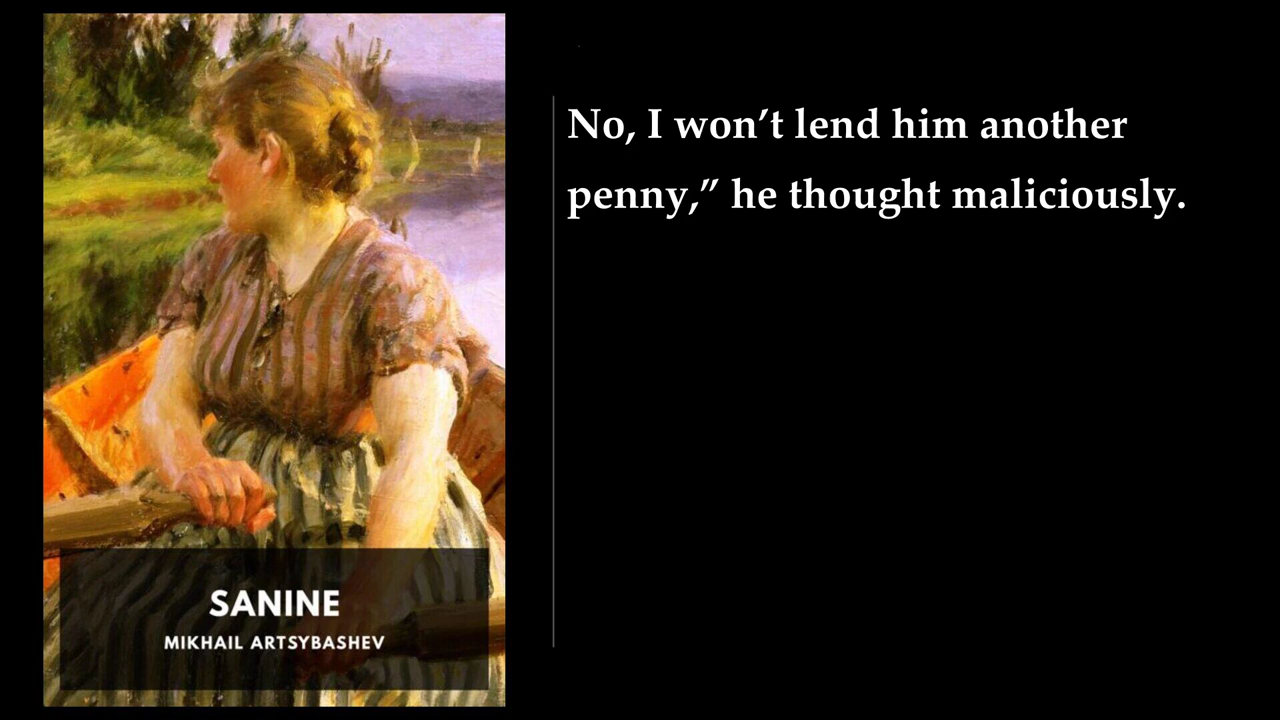 No, I won’t lend him another
penny,” he thought maliciously.
SANINE
MIKHAIL ARTSYBASHEV